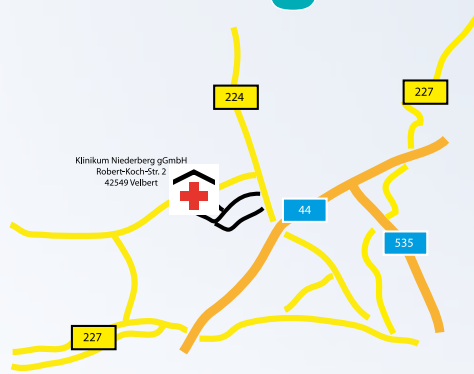 224
227
Klinikum Niederberg gGmbH
Robert-Koch-Str. 2
42549 Velbert
44
535
227